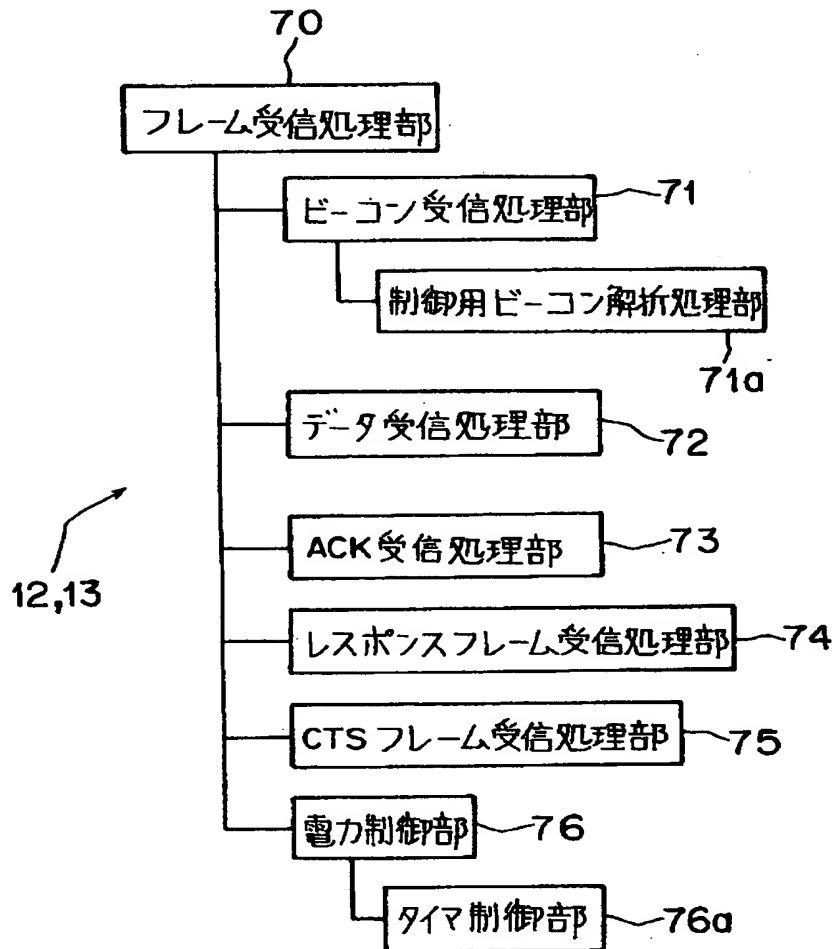 70
フレーム受信処理部
ビーコン受信処理部
71
制御用ビーコン解折処理部
71a
データ受信処理部
72
ACK受信処理部
73
12,13
レスポンスフレーム受信処理部
74
CTSフレーム受信処理部
75
電力制御部
76
タイマ制御部
76a